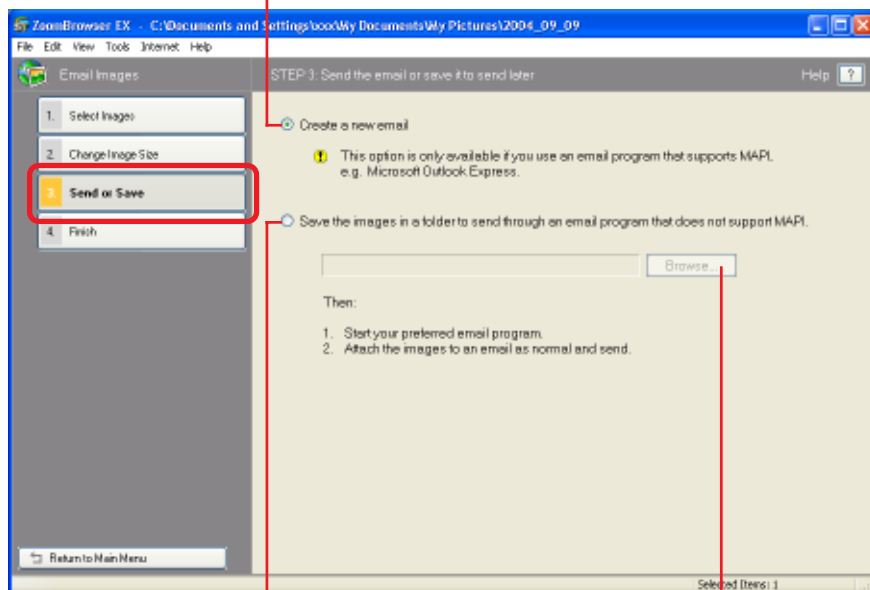 ZoomBrowser EX - C:\Documents and Settings\xxx\My Documents\My Pictures\2004_09_09
File Edit View Tools Internet Help
Email Images
STEP 3: Send the email or save it to send later
Help ?
1. Select Images
2. Change Image Size
3. Send or Save
4. Finish
Create a new email
This option is only available if you use an email program that supports MAPI.
e.g. Microsoft Outlook Express.
Save the images in a folder to send through an email program that does not support MAPI.
Browse...
Then:
1. Start your preferred email program.
2. Attach the images to an email as normal and send.
Return to Main Menu
Selected Items: 1